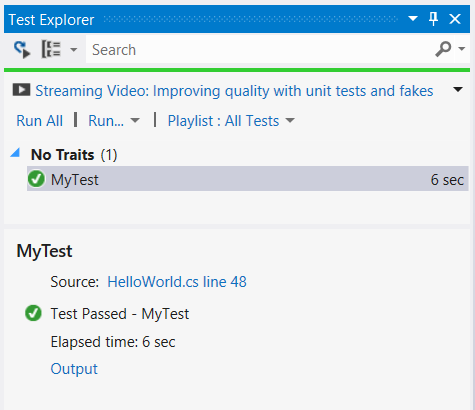 Test Explorer
Search
Streaming Video: Improving quality with unit tests and fakes
Run All | Run... | Playlist : All Tests
No Traits (1)
MyTest 6 sec
MyTest
Source: HelloWorld.cs line 48
Test Passed - MyTest
Elapsed time: 6 sec
Output